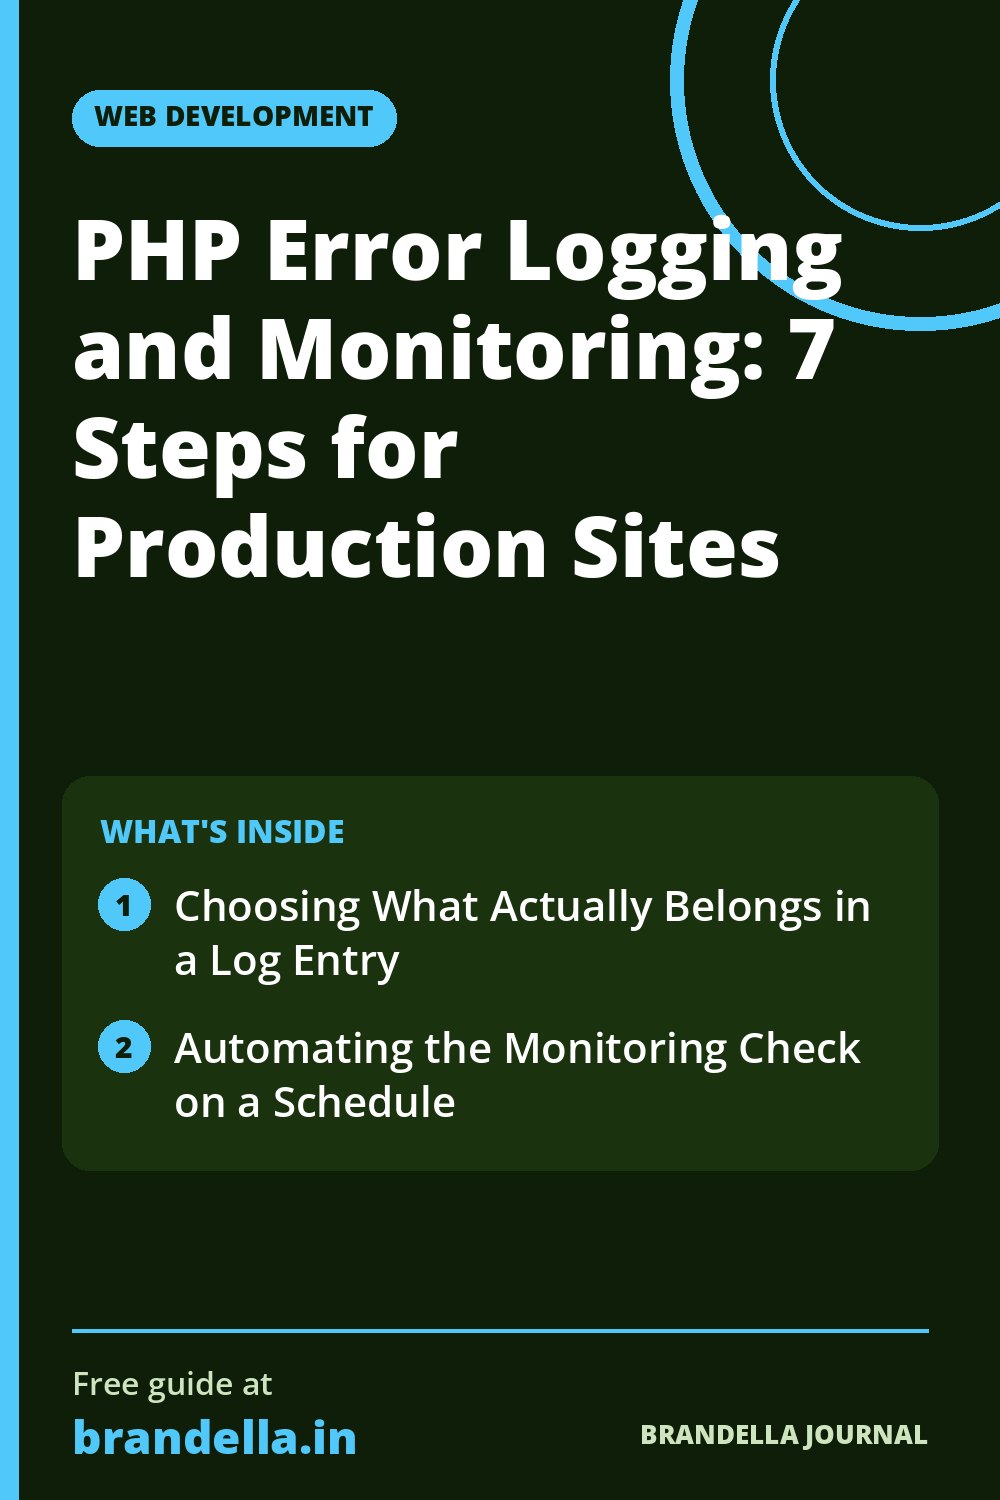 WEB DEVELOPMENT
PHP Error Logging
and Monitoring: 7
Steps for
Production Sites
WHAT'S INSIDE
1 Choosing What Actually Belongs in
a Log Entry
2 Automating the Monitoring Check
on a Schedule
Free guide at
brandella.in
BRANDELLA JOURNAL